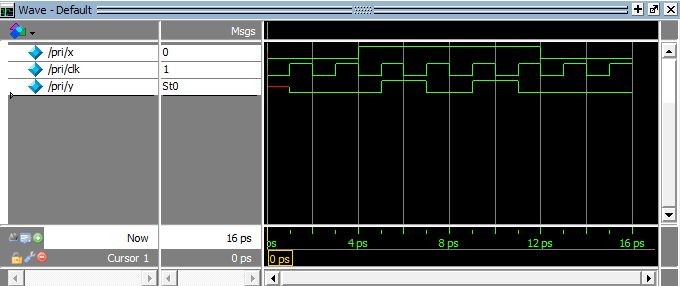 Wave - Default
Msgs
/pri/x 0
/pri/clk 1
/pri/y St0
Now 16 ps ps 4 ps 8 ps 12 ps 16 ps
Cursor 1 0 ps 0 ps